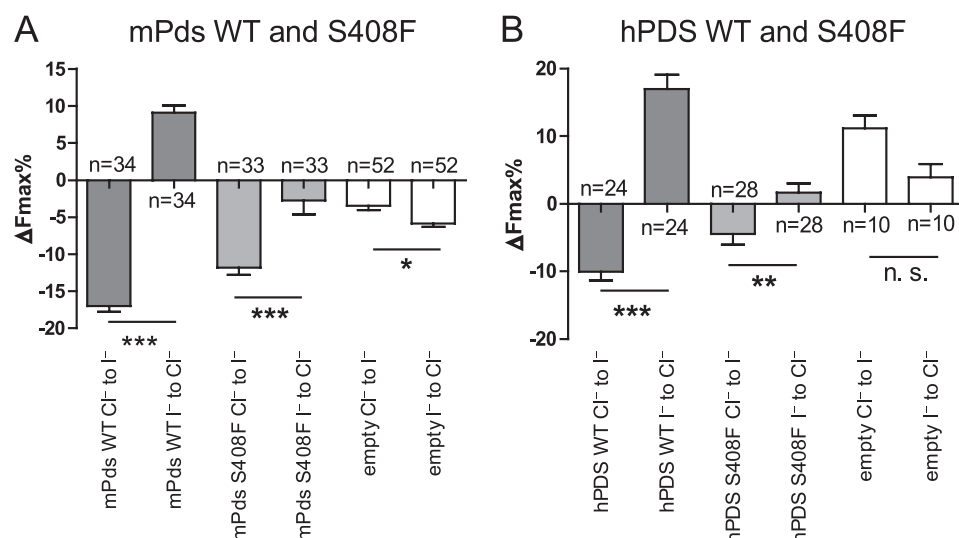 A mPds WT and S408F
15
10
5
0
-5
-10
-15
-20
ΔFmax%
n=34
n=34
n=33
n=33
n=52
n=52
***
***
*
mPds WT Cl⁻ to I⁻
mPds WT I⁻ to Cl⁻
mPds S408F Cl⁻ to I⁻
mPds S408F I⁻ to Cl⁻
empty Cl⁻ to I⁻
empty I⁻ to Cl⁻
B hPDS WT and S408F
20
10
0
-10
-20
ΔFmax%
n=24
n=24
n=28
n=28
n=10
n=10
***
**
n. s.
hPDS WT Cl⁻ to I⁻
hPDS WT I⁻ to Cl⁻
hPDS S408F Cl⁻ to I⁻
hPDS S408F I⁻ to Cl⁻
empty Cl⁻ to I⁻
empty I⁻ to Cl⁻